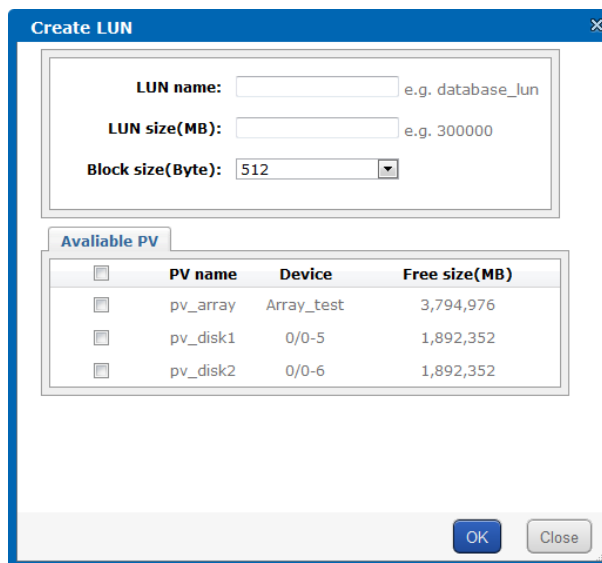 Create LUN
LUN name: e.g. database_lun
LUN size(MB): e.g. 300000
Block size(Byte): 512
Avaliable PV
PV name Device Free size(MB)
pv_array Array_test 3,794,976
pv_disk1 0/0-5 1,892,352
pv_disk2 0/0-6 1,892,352
OK Close